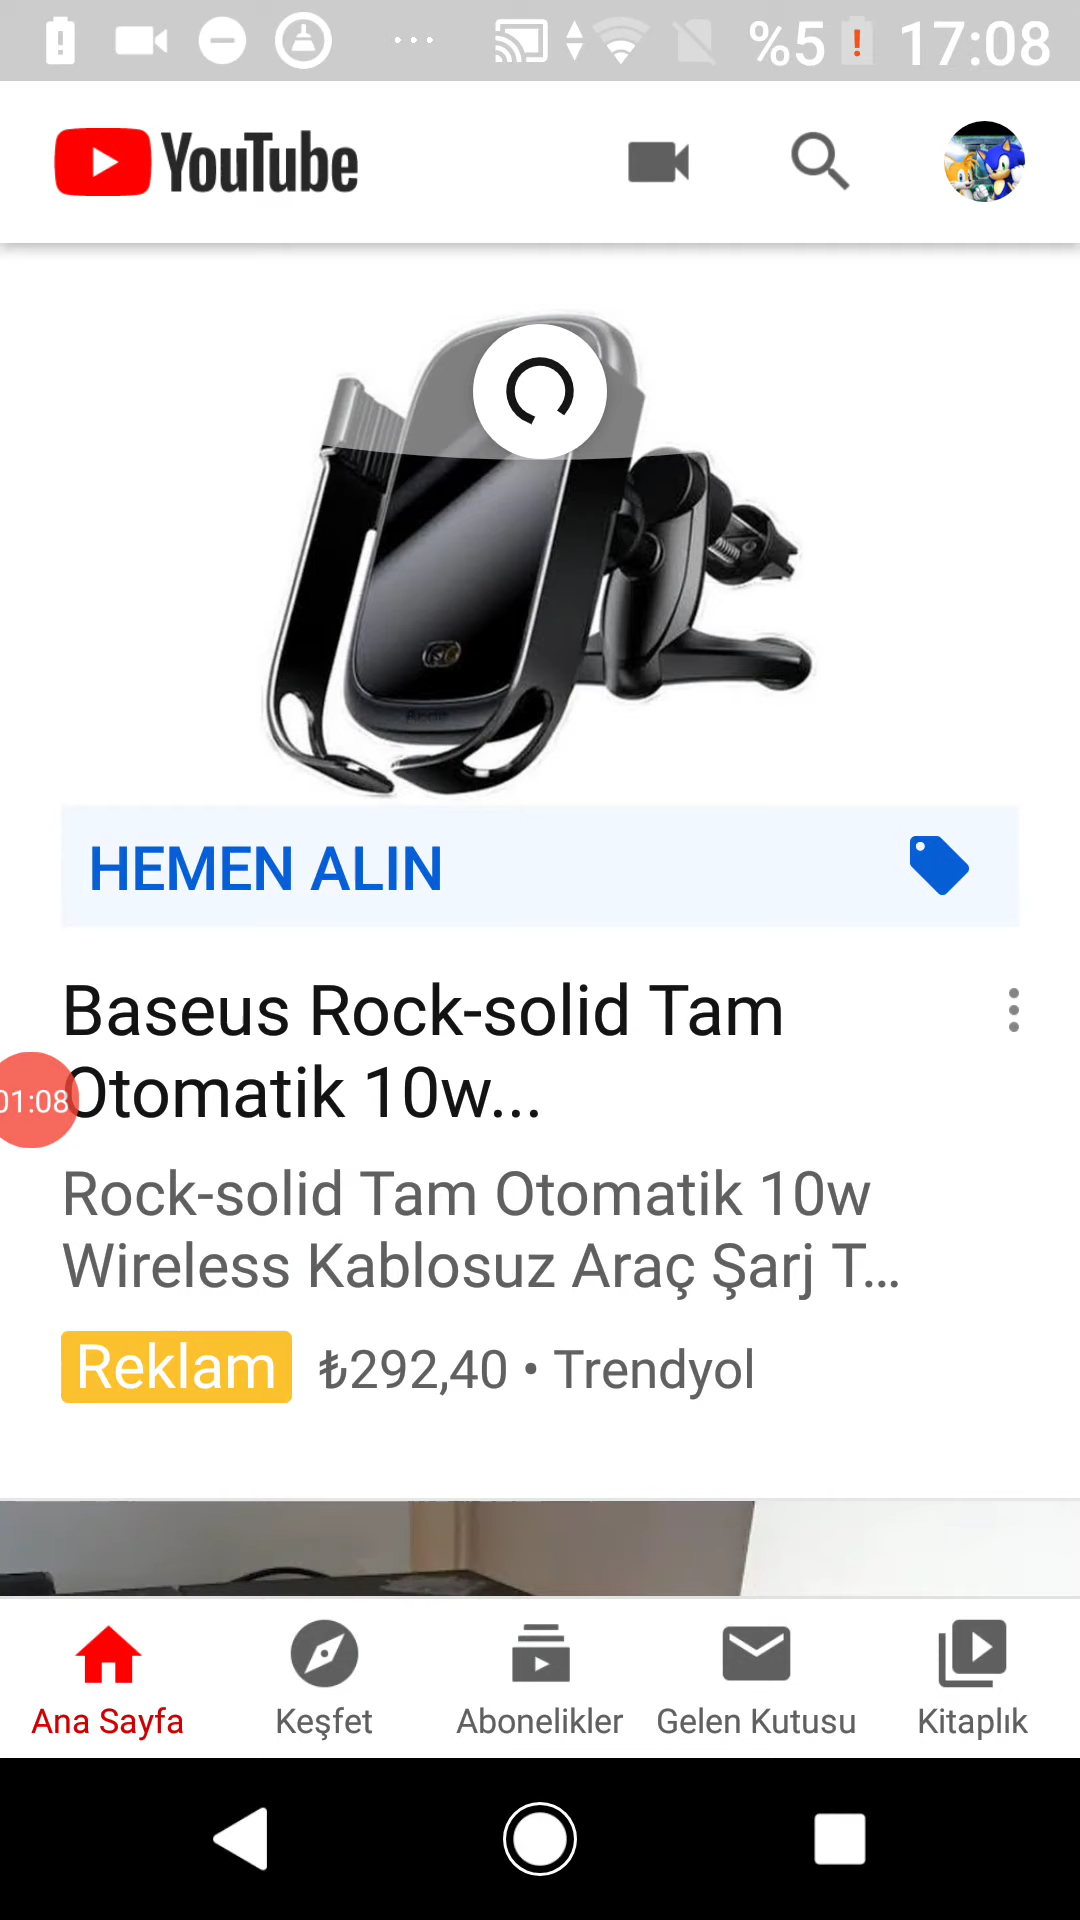 %5 17:08
YouTube
HEMEN ALIN
Baseus Rock-solid Tam
Otomatik 10w...
01:08
Rock-solid Tam Otomatik 10w
Wireless Kablosuz Araç Şarj T...
Reklam ₺292,40 • Trendyol
Ana Sayfa Keşfet Abonelikler Gelen Kutusu Kitaplık